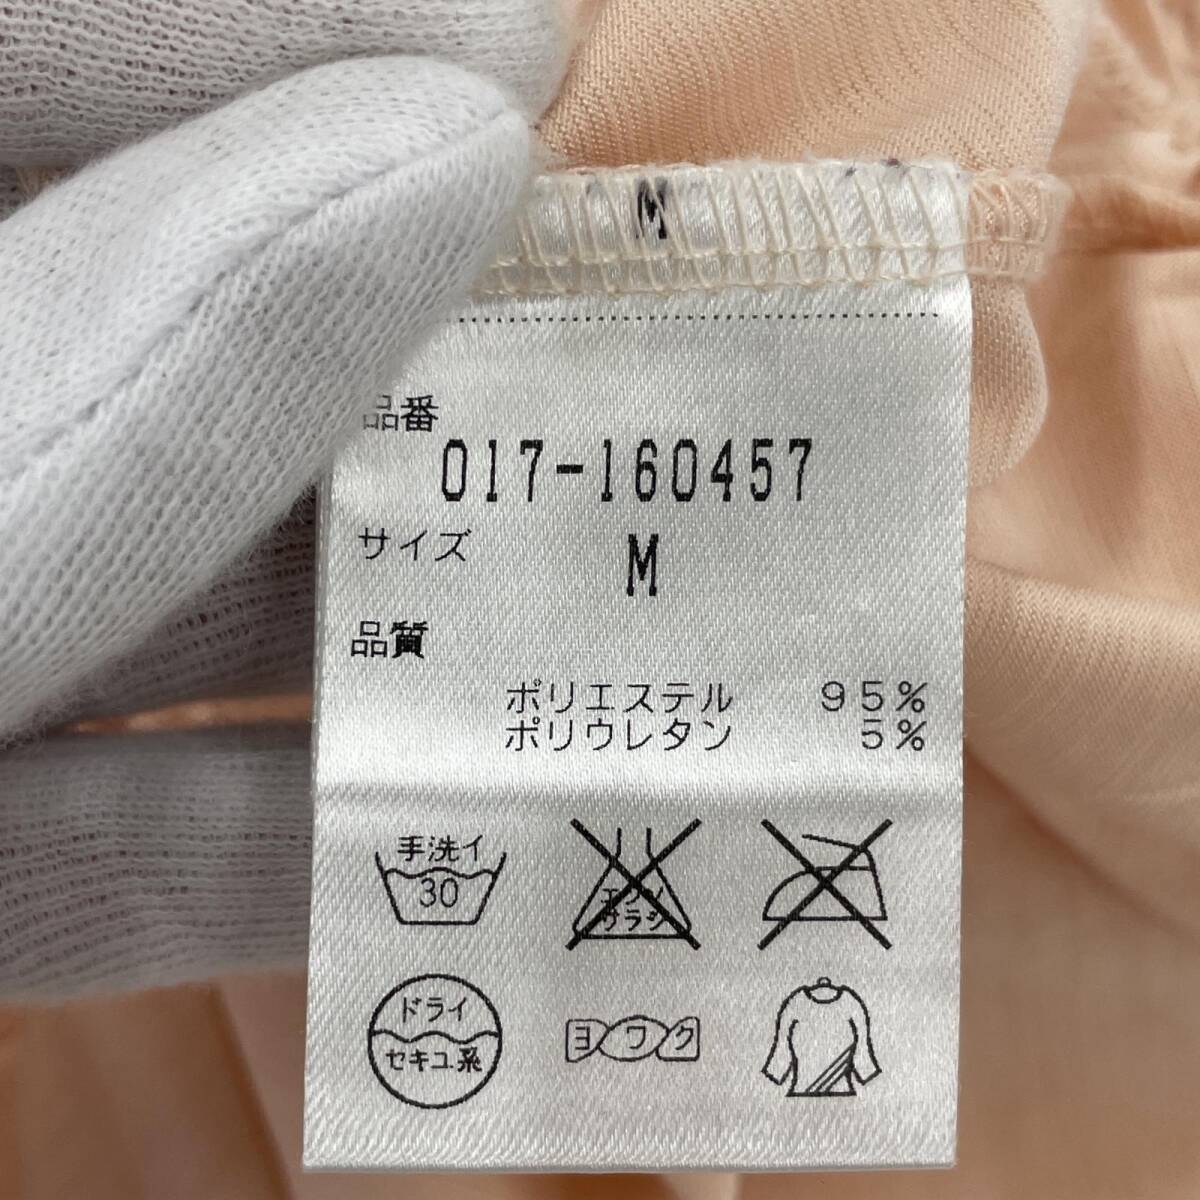 M
品番
017-160457
サイズ
M
品質
ポリエステル 95%
ポリウレタン 5%
手洗イ
30
エンソ
サラシ
ドライ
セキユ系
ヨワク